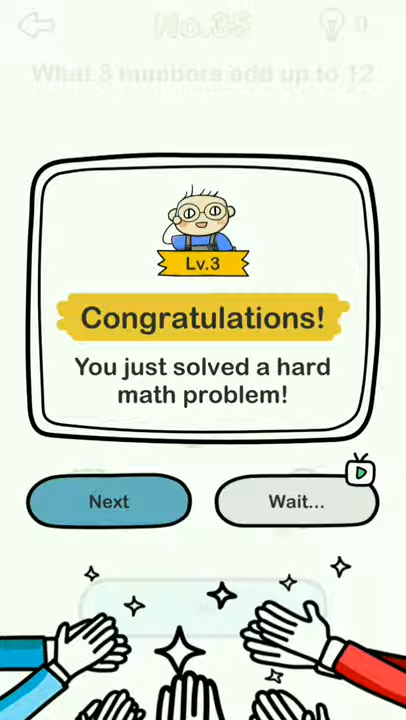 No.35
0
What 3 numbers add up to 12
Lv.3
Congratulations!
You just solved a hard
math problem!
Next
Wait...